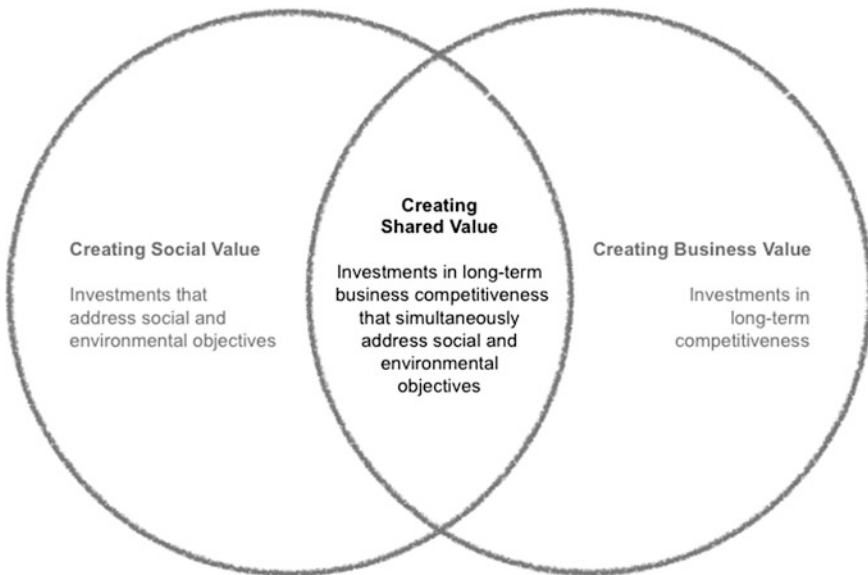 Creating Social Value
Investments that
address social and
environmental objectives
Creating
Shared Value
Investments in long-term
business competitiveness
that simultaneously
address social and
environmental
objectives
Creating Business Value
Investments in
long-term
competitiveness